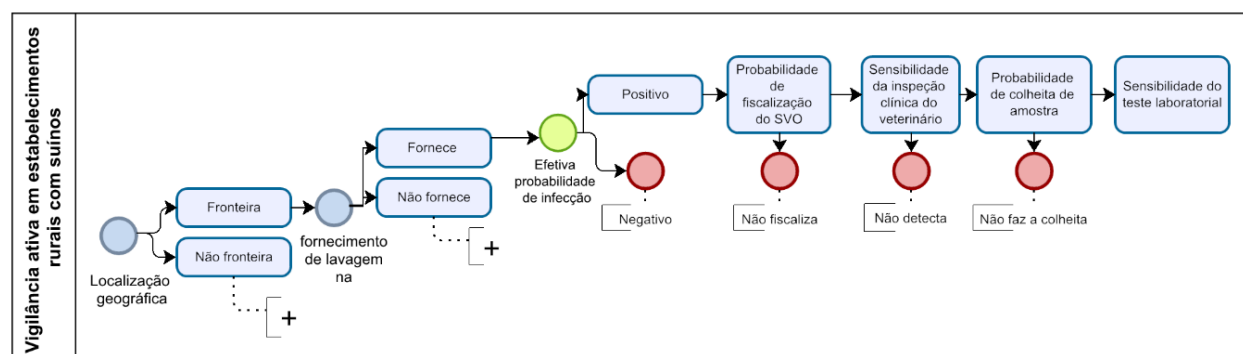 Vigilância ativa em estabelecimentos
rurais com suínos
Localização
geográfica
Fronteira
Não fronteira
+
fornecimento
de lavagem
na
Fornece
Não fornece
+
Efetiva
probabilidade
de infecção
Positivo
Negativo
Probabilidade
de
fiscalização
do SVO
Não fiscaliza
Sensibilidade
da inspeção
clínica do
veterinário
Não detecta
Probabilidade
de colheita de
amostra
Não faz a colheita
Sensibilidade do
teste laboratorial